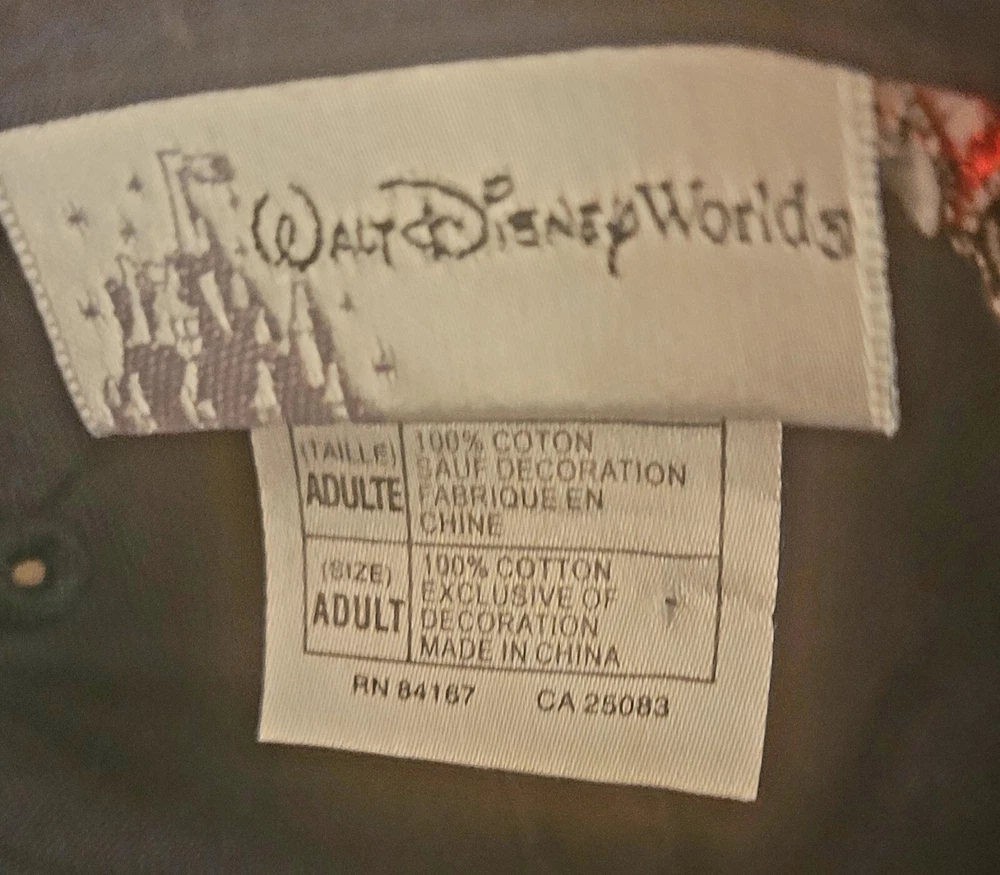 Walt Disney World®
(TAILLE)
ADULTE
100% COTON
SAUF DECORATION
FABRIQUE EN
CHINE
(SIZE)
ADULT
100% COTTON
EXCLUSIVE OF
DECORATION
MADE IN CHINA
RN 84167 CA 25083